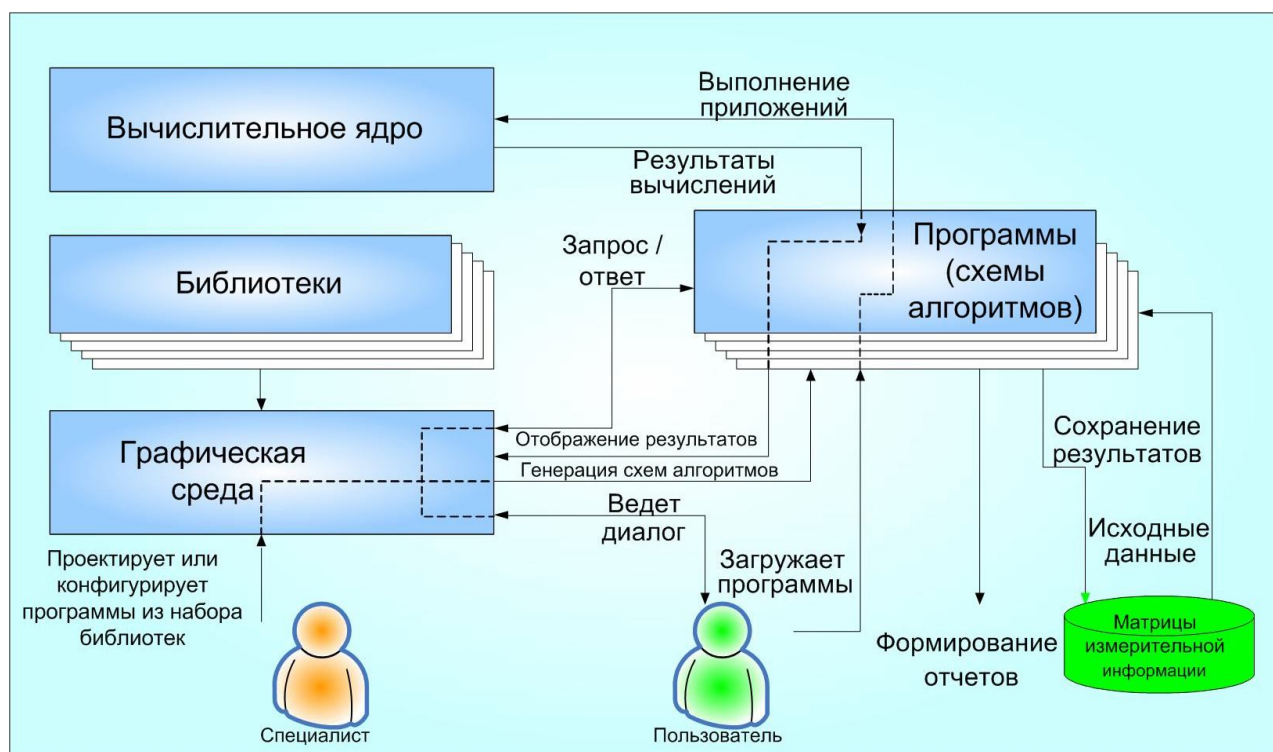 Вычислительное ядро
Выполнение
приложений
Результаты
вычислений
Библиотеки
Запрос /
ответ
Программы
(схемы
алгоритмов)
Графическая
среда
Отображение результатов
Генерация схем алгоритмов
Сохранение
результатов
Ведет
диалог
Исходные
данные
Проектирует или
конфигурирует
программы из набора
библиотек
Загружает
программы
Формирование
отчетов
Матрицы
измерительной
информации
Специалист
Пользователь